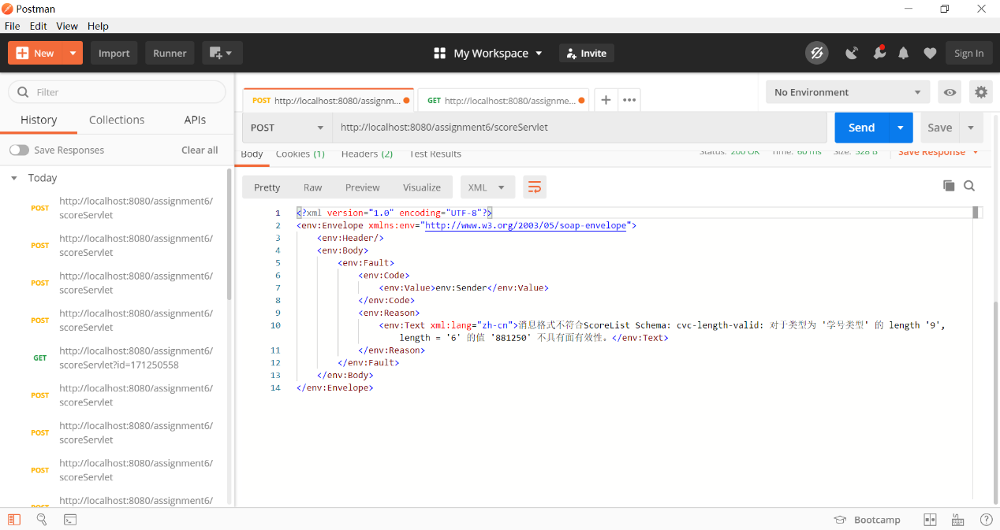 Postman
File Edit View Help
New Import Runner My Workspace Invite Sign In
Filter
History Collections APIs
Save Responses Clear all
Today
POST http://localhost:8080/assignment6/
scoreServlet
POST http://localhost:8080/assignment6/
scoreServlet
POST http://localhost:8080/assignment6/
scoreServlet
POST http://localhost:8080/assignment6/
scoreServlet
GET http://localhost:8080/assignment6/
scoreServlet?id=171250558
POST http://localhost:8080/assignment6/
scoreServlet
POST http://localhost:8080/assignment6/
scoreServlet
POST http://localhost:8080/assignment6/
scoreServlet
POST http://localhost:8080/assignment6/
POST http://localhost:8080/assignm... GET http://localhost:8080/assignme... No Environment
POST http://localhost:8080/assignment6/scoreServlet Send Save
Body Cookies (1) Headers (2) Test Results Status: 200 OK Time: 60 ms Size: 528 B Save Response
Pretty Raw Preview Visualize XML
1 <?xml version="1.0" encoding="UTF-8"?>
2 <env:Envelope xmlns:env="http://www.w3.org/2003/05/soap-envelope">
3 <env:Header/>
4 <env:Body>
5 <env:Fault>
6 <env:Code>
7 <env:Value>env:Sender</env:Value>
8 </env:Code>
9 <env:Reason>
10 <env:Text xml:lang="zh-cn">消息格式不符合ScoreList Schema: cvc-length-valid: 对于类型为 '学号类型' 的 length '9',
length = '6' 的值 '881250' 不具有面有效性。</env:Text>
11 </env:Reason>
12 </env:Fault>
13 </env:Body>
14 </env:Envelope>
Bootcamp